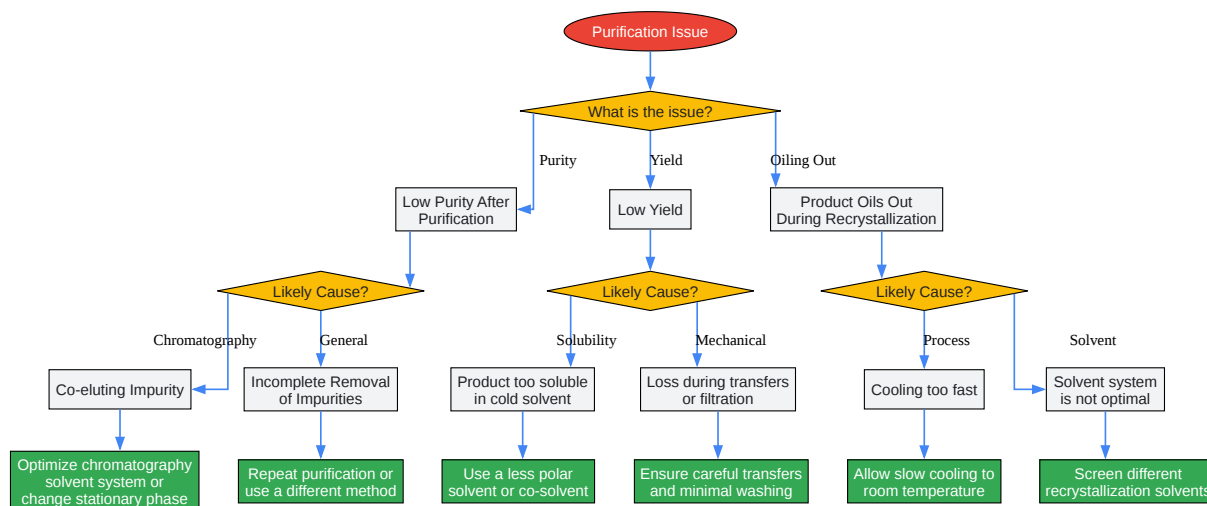 Purification Issue
What is the issue?
Purity
Yield
Oiling Out
Low Purity After
Purification
Low Yield
Product Oils Out
During Recrystallization
Likely Cause?
Likely Cause?
Likely Cause?
Chromatography
General
Solubility
Mechanical
Process
Solvent
Co-eluting Impurity
Incomplete Removal
of Impurities
Product too soluble
in cold solvent
Loss during transfers
or filtration
Cooling too fast
Solvent system
is not optimal
Optimize chromatography
solvent system or
change stationary phase
Repeat purification or
use a different method
Use a less polar
solvent or co-solvent
Ensure careful transfers
and minimal washing
Allow slow cooling to
room temperature
Screen different
recrystallization solvents